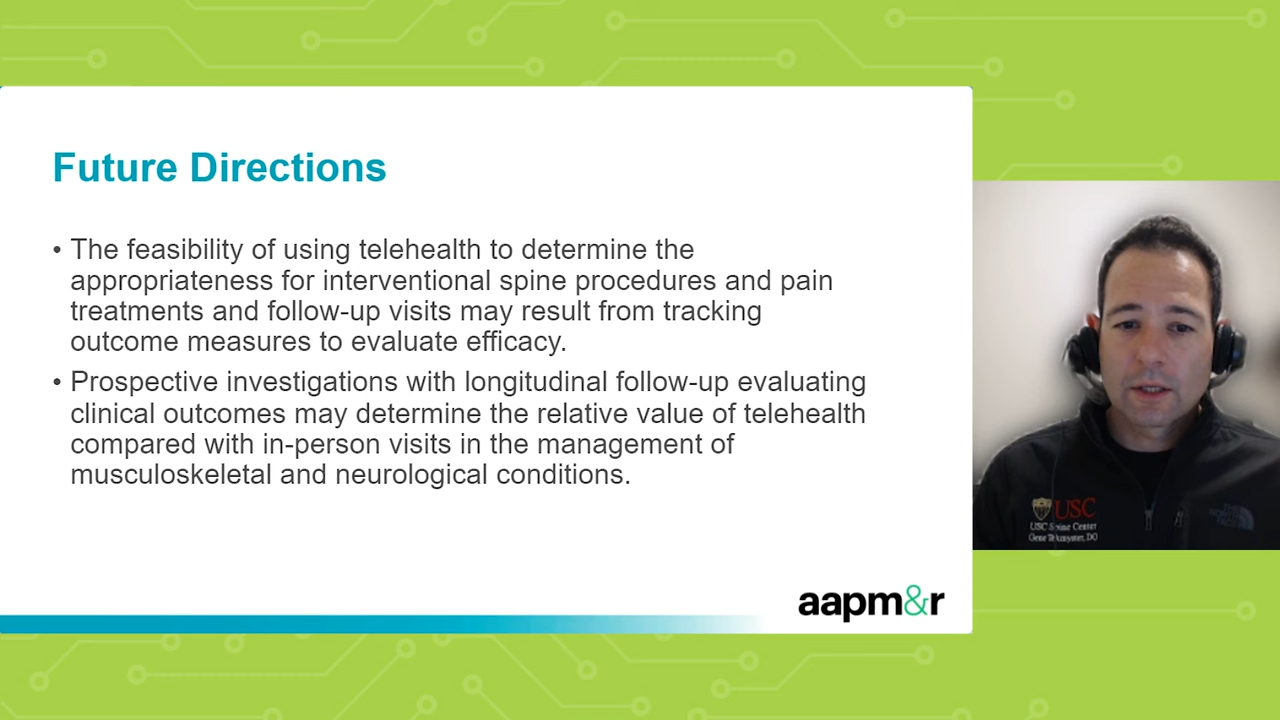 Future Directions
• The feasibility of using telehealth to determine the
appropriateness for interventional spine procedures and pain
treatments and follow-up visits may result from tracking
outcome measures to evaluate efficacy.
• Prospective investigations with longitudinal follow-up evaluating
clinical outcomes may determine the relative value of telehealth
compared with in-person visits in the management of
musculoskeletal and neurological conditions.
aapm&r
USC
USC Spine Center
Gene DO